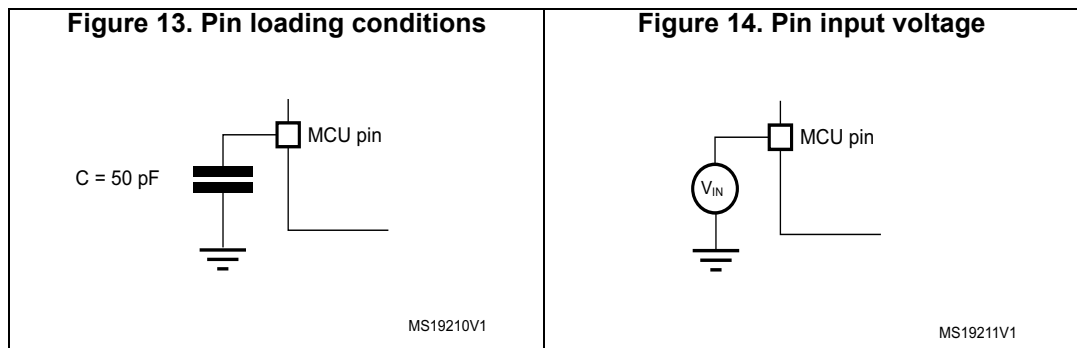 Figure 13. Pin loading conditions
MCU pin
C = 50 pF
MS19210V1
Figure 14. Pin input voltage
MCU pin
VIN
MS19211V1